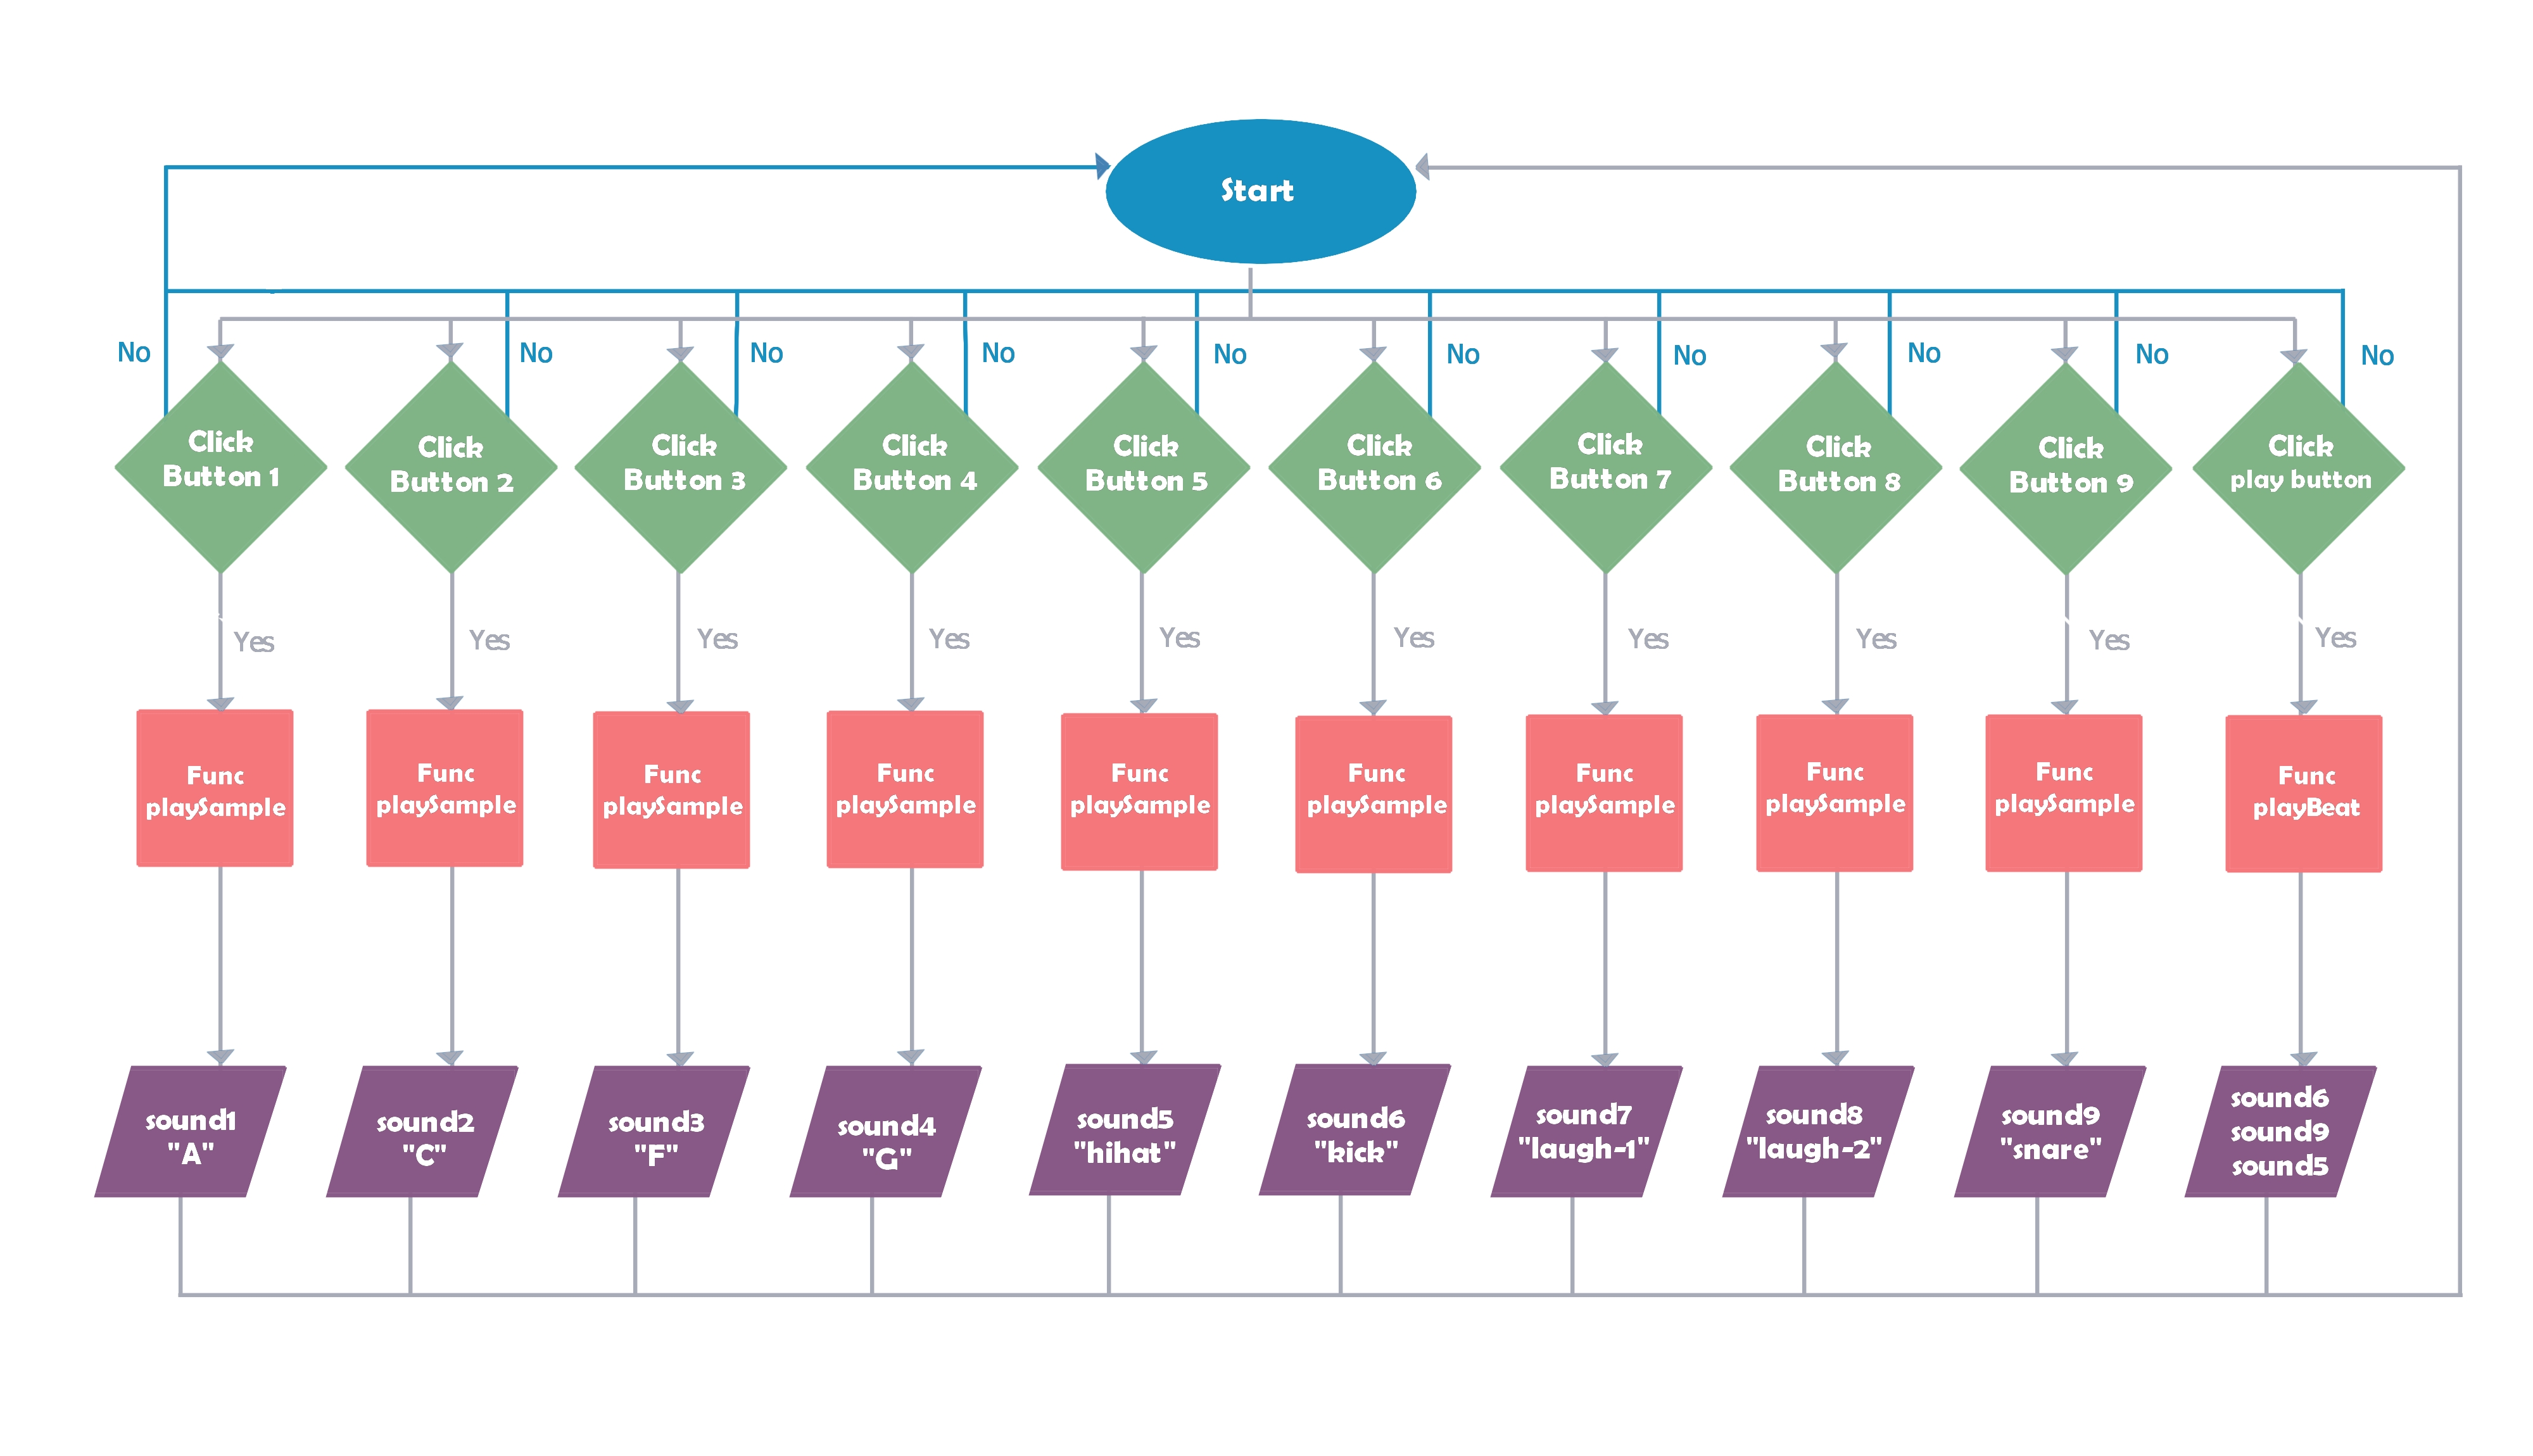 Start
No
No
No
No
No
No
No
No
No
No
Click
Button 1
Click
Button 2
Click
Button 3
Click
Button 4
Click
Button 5
Click
Button 6
Click
Button 7
Click
Button 8
Click
Button 9
Click
play button
Yes
Yes
Yes
Yes
Yes
Yes
Yes
Yes
Yes
Yes
Func
playSample
Func
playSample
Func
playSample
Func
playSample
Func
playSample
Func
playSample
Func
playSample
Func
playSample
Func
playSample
Func
playBeat
sound1
"A"
sound2
"C"
sound3
"F"
sound4
"G"
sound5
"hihat"
sound6
"kick"
sound7
"laugh-1"
sound8
"laugh-2"
sound9
"snare"
sound6
sound9
sound5